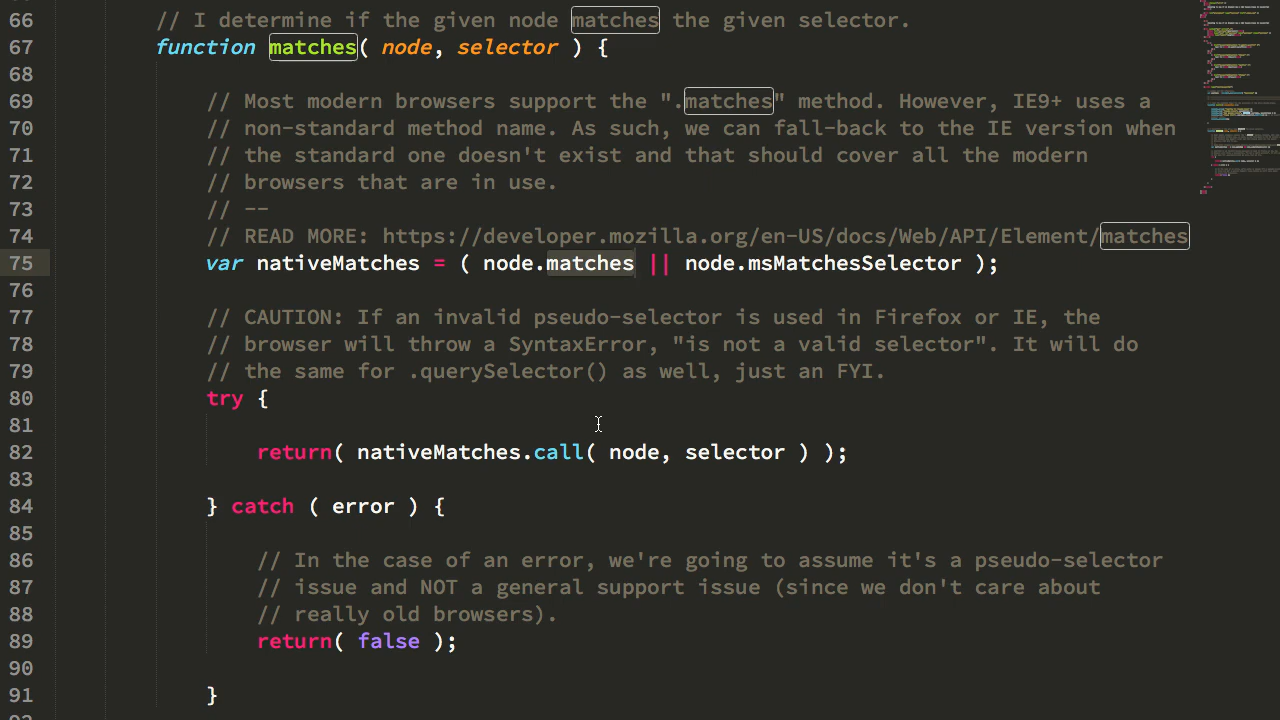 66 // I determine if the given node matches the given selector.
67 function matches( node, selector ) {
68
69 // Most modern browsers support the ".matches" method. However, IE9+ uses a
70 // non-standard method name. As such, we can fall-back to the IE version when
71 // the standard one doesn't exist and that should cover all the modern
72 // browsers that are in use.
73 // --
74 // READ MORE: https://developer.mozilla.org/en-US/docs/Web/API/Element/matches
75 var nativeMatches = ( node.matches || node.msMatchesSelector );
76
77 // CAUTION: If an invalid pseudo-selector is used in Firefox or IE, the
78 // browser will throw a SyntaxError, "is not a valid selector". It will do
79 // the same for .querySelector() as well, just an FYI.
80 try {
81
82 return( nativeMatches.call( node, selector ) );
83
84 } catch ( error ) {
85
86 // In the case of an error, we're going to assume it's a pseudo-selector
87 // issue and NOT a general support issue (since we don't care about
88 // really old browsers).
89 return( false );
90
91 }